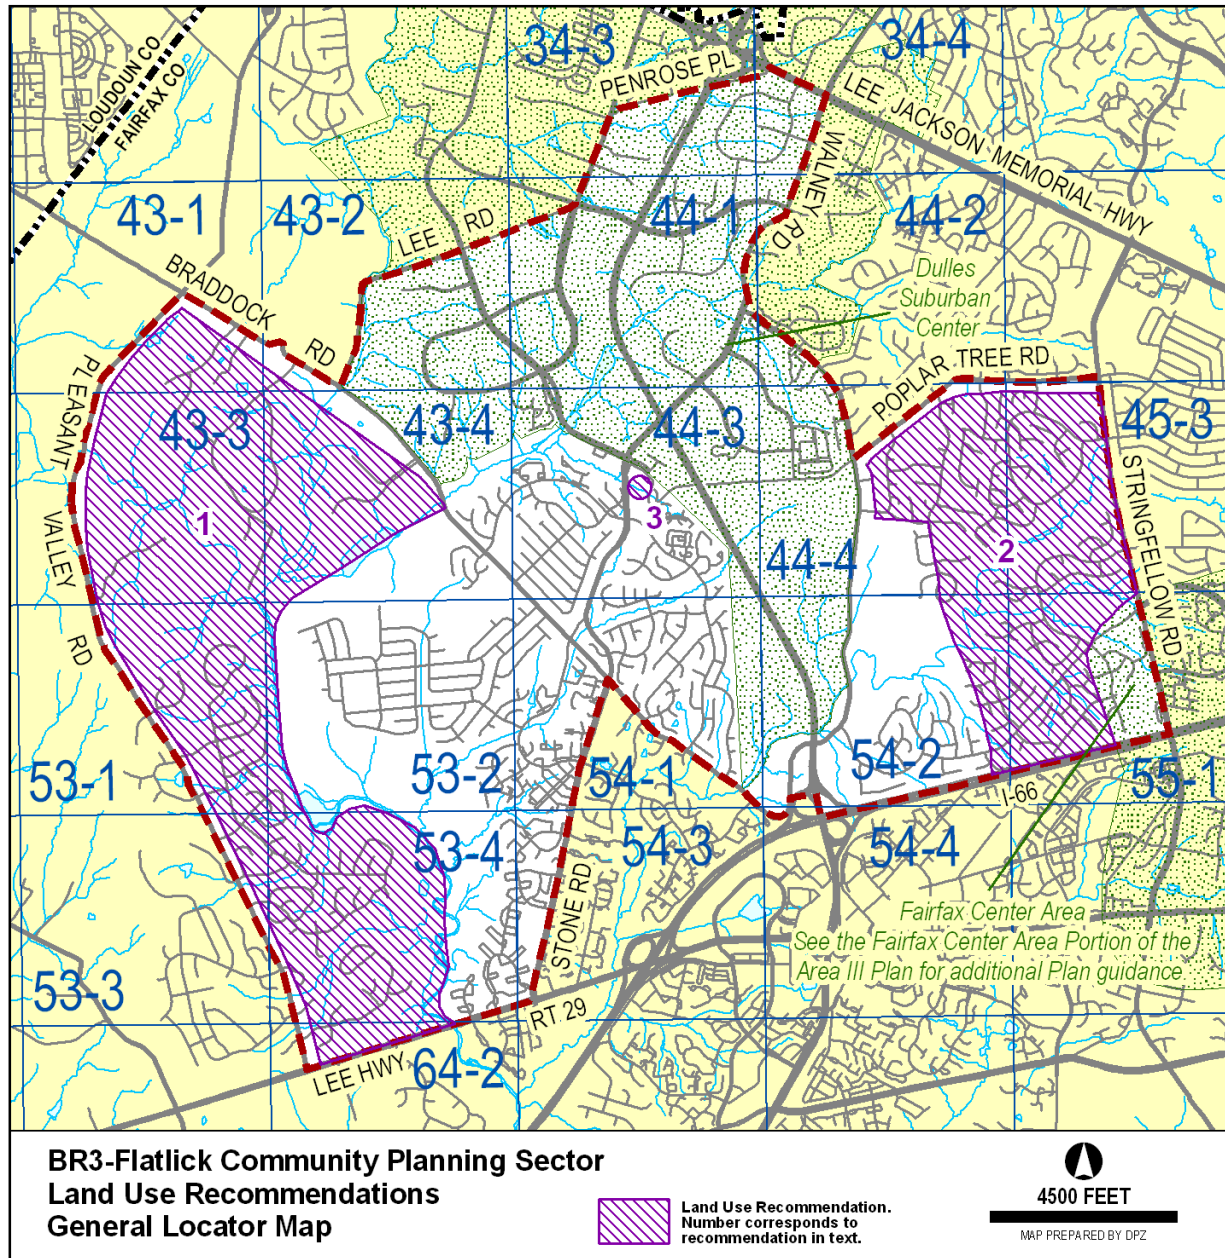 34-3
34-4
PENROSE PL
LOUDOUN CO
FAIRFAX CO
LEE JACKSON MEMORIAL HWY
WALNEY
RD
43-1
43-2
44-1
44-2
LEE RD
BRADDOCK
RD
Dulles
Suburban
Center
POPLAR TREE RD
PLEASANT
VALLEY
RD
43-3
43-4
44-3
45-3
STRINGFELLOW RD
1
3
2
44-4
53-1
53-2
54-1
54-2
55-1
I-66
53-4
54-3
54-4
STONE RD
Fairfax Center Area
See the Fairfax Center Area Portion of the
Area III Plan for additional Plan guidance.
53-3
RT 29
LEE HWY
64-2
BR3-Flatlick Community Planning Sector
Land Use Recommendations
General Locator Map
Land Use Recommendation.
Number corresponds to
recommendation in text.
4500 FEET
MAP PREPARED BY DPZ